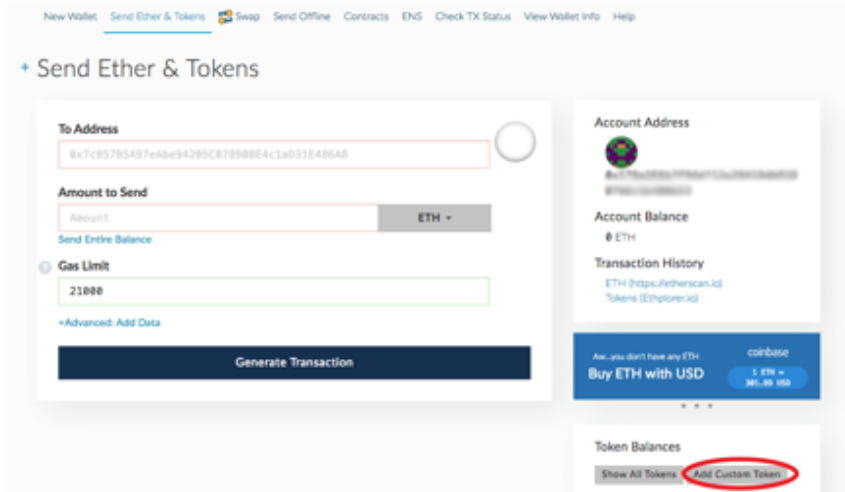 New Wallet Send Ether & Tokens Swap Send Offline Contracts ENS Check TX Status View Wallet Info Help
+ Send Ether & Tokens
To Address
Amount to Send
Amount
ETH
Send Entire Balance
Gas Limit
21000
+Advanced: Add Data
Generate Transaction
Account Address
Account Balance
0 ETH
Transaction History
ETH (https://etherscan.io)
Tokens (Ethplorer.io)
Aw...you don't have any ETH
Buy ETH with USD
coinbase
1 ETH ≈
USD
Token Balances
Show All Tokens Add Custom Token